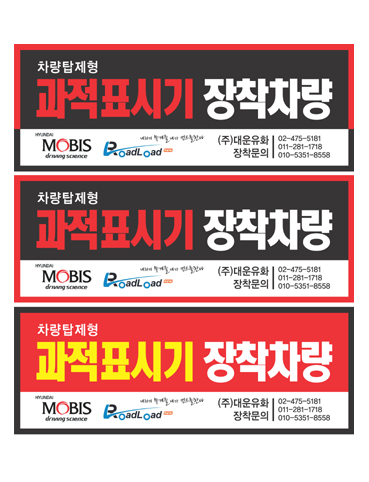 차량탑제형
과적표시기 장착차량
HYUNDAI
MOBIS
driving science
RoadLoad
(주)대운유화
장착문의
02-475-5181
011-281-1718
010-5351-8558
차량탑제형
과적표시기 장착차량
HYUNDAI
MOBIS
driving science
RoadLoad
(주)대운유화
장착문의
02-475-5181
011-281-1718
010-5351-8558
차량탑제형
과적표시기 장착차량
HYUNDAI
MOBIS
driving science
RoadLoad
(주)대운유화
장착문의
02-475-5181
011-281-1718
010-5351-8558